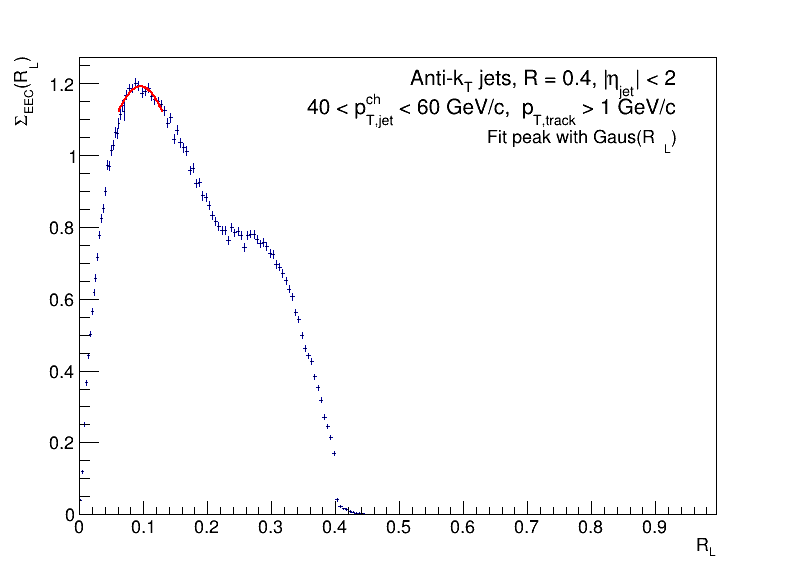 Σ_EEC(R_L)
Anti-k_T jets, R = 0.4, |η_jet| < 2
40 < p_T,jet^ch < 60 GeV/c, p_T,track > 1 GeV/c
Fit peak with Gaus(R_L)
1.2
1
0.8
0.6
0.4
0.2
0
0 0.1 0.2 0.3 0.4 0.5 0.6 0.7 0.8 0.9
R_L